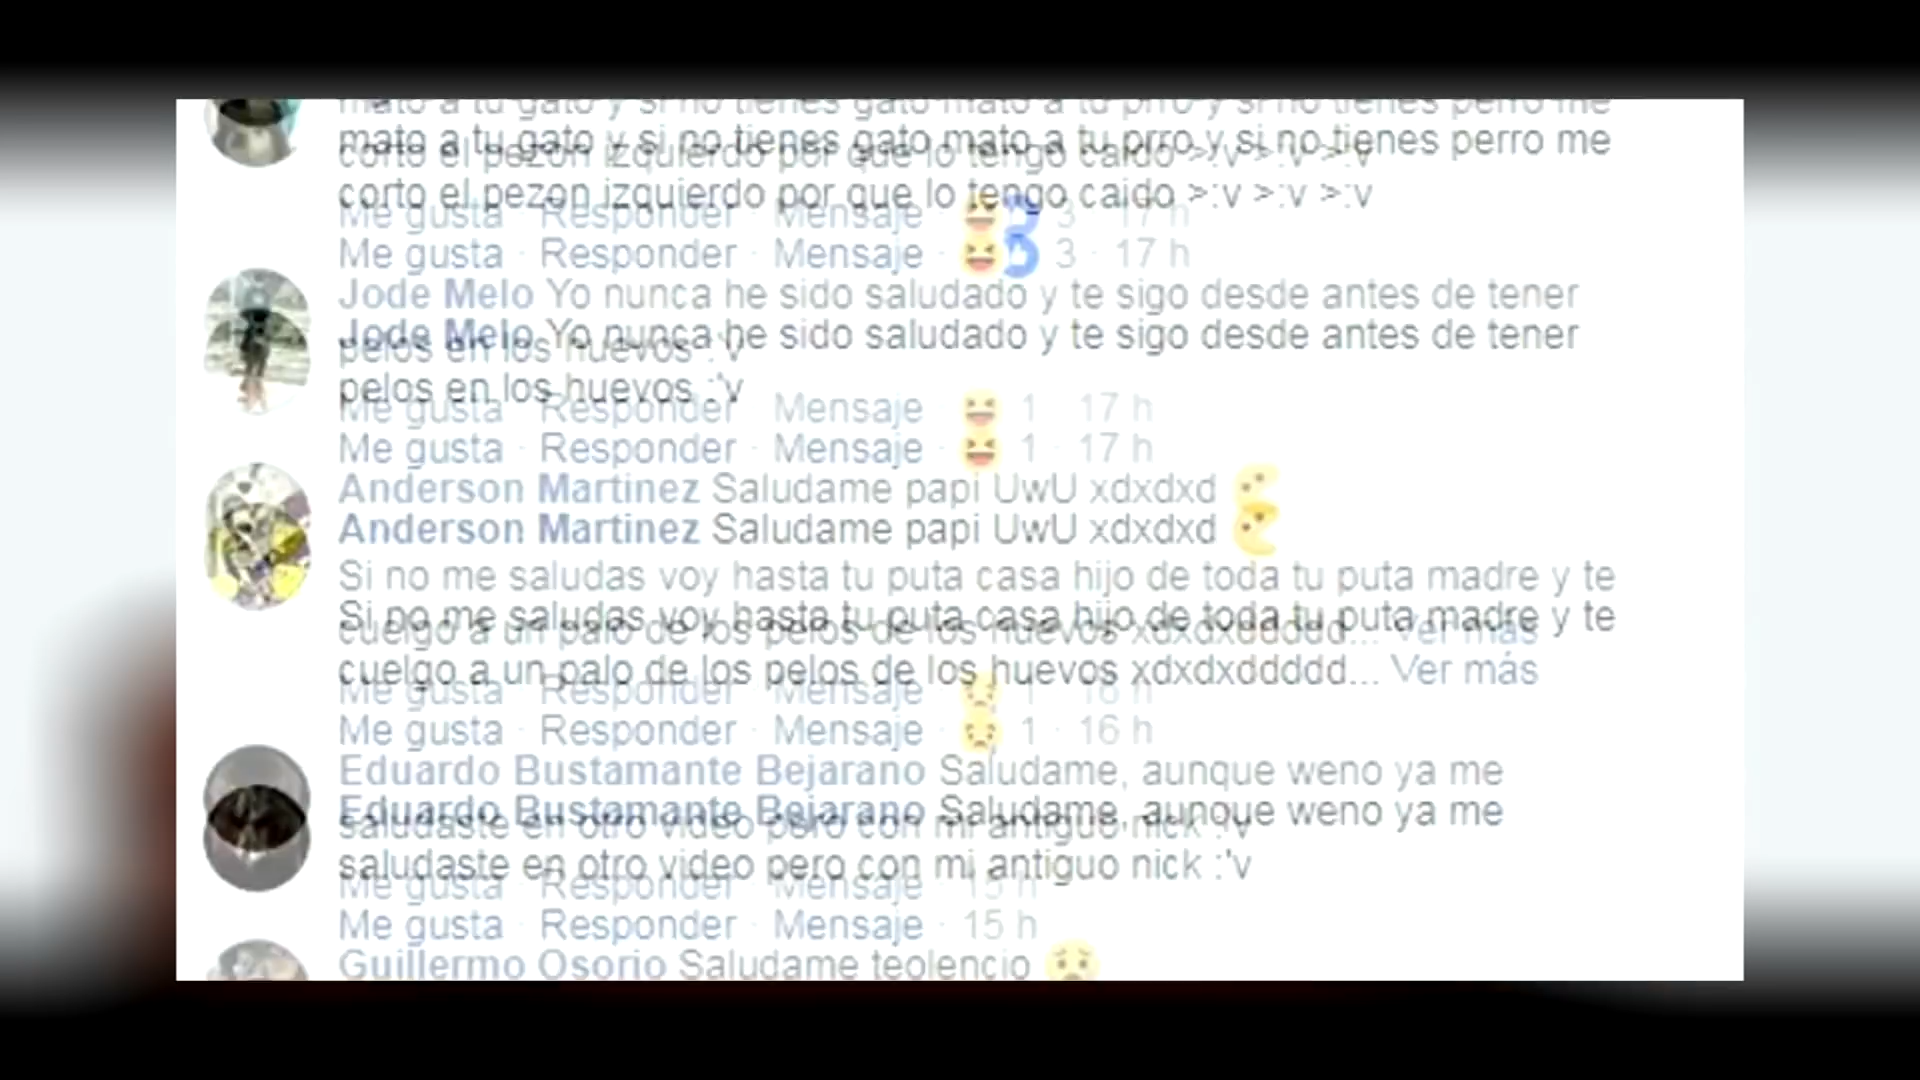 mato a tu gato y si no tienes gato mato a tu prro y si no tienes perro me
corto el pezon izquierdo por que lo tengo caido >:v >:v >:v
Me gusta · Responder · Mensaje · 3 · 17 h
Jode Melo Yo nunca he sido saludado y te sigo desde antes de tener
pelos en los huevos :'v
Me gusta · Responder · Mensaje · 1 · 17 h
Anderson Martinez Saludame papi UwU xdxdxd
Si no me saludas voy hasta tu puta casa hijo de toda tu puta madre y te
cuelgo a un palo de los pelos de los huevos xdxdxddddd... Ver más
Me gusta · Responder · Mensaje · 1 · 16 h
Eduardo Bustamante Bejarano Saludame, aunque weno ya me
saludaste en otro video pero con mi antiguo nick :'v
Me gusta · Responder · Mensaje · 15 h
Guillermo Osorio Saludame teolencio